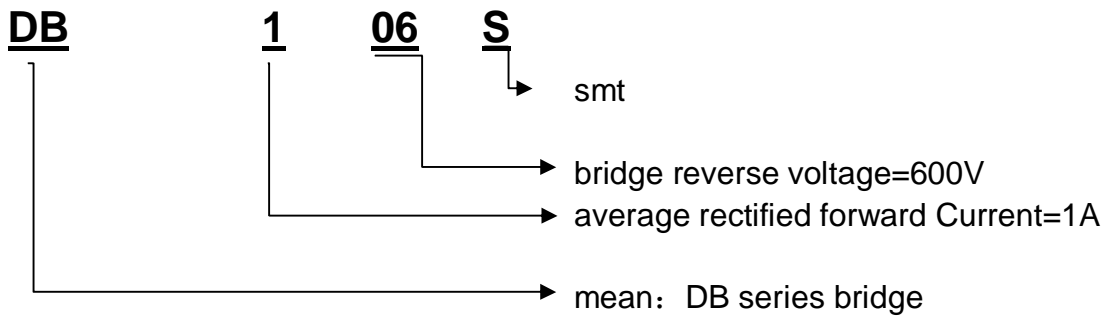 DB 1 06 S
smt
bridge reverse voltage=600V
average rectified forward Current=1A
mean：DB series bridge